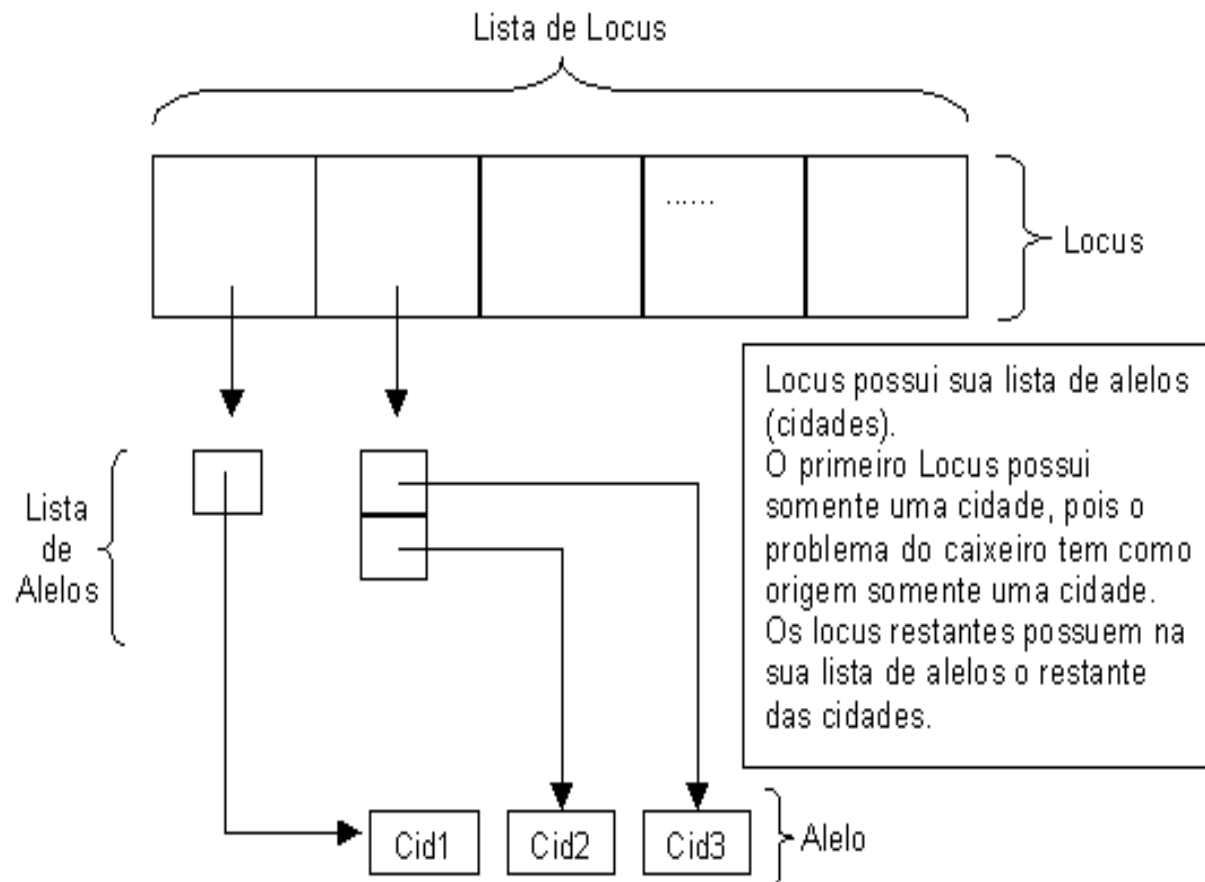 Lista de Locus
......
Locus
Locus possui sua lista de alelos
(cidades).
O primeiro Locus possui
somente uma cidade, pois o
problema do caixeiro tem como
origem somente uma cidade.
Os locus restantes possuem na
sua lista de alelos o restante
das cidades.
Lista
de
Alelos
Cid1
Cid2
Cid3
Alelo